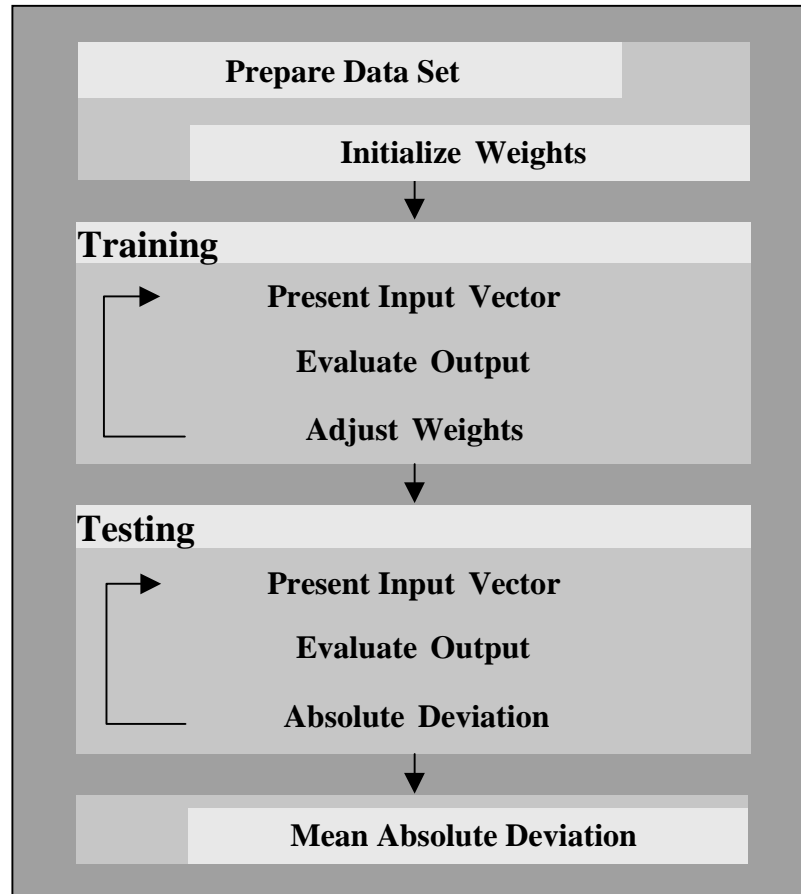 Prepare Data Set
Initialize Weights
Training
Present Input Vector
Evaluate Output
Adjust Weights
Testing
Present Input Vector
Evaluate Output
Absolute Deviation
Mean Absolute Deviation